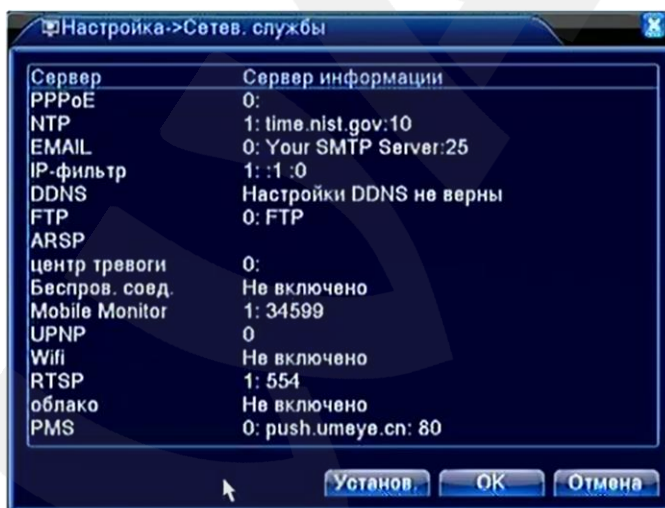 Настройка->Сетев. службы
Сервер Сервер информации
PPPoE 0:
NTP 1: time.nist.gov:10
EMAIL 0: Your SMTP Server:25
IP-фильтр 1: :1 :0
DDNS Настройки DDNS не верны
FTP 0: FTP
ARSP
центр тревоги 0:
Беспров. соед. Не включено
Mobile Monitor 1: 34599
UPNP 0
Wifi Не включено
RTSP 1: 554
облако Не включено
PMS 0: push.umeye.cn: 80
Установ. OK Отмена